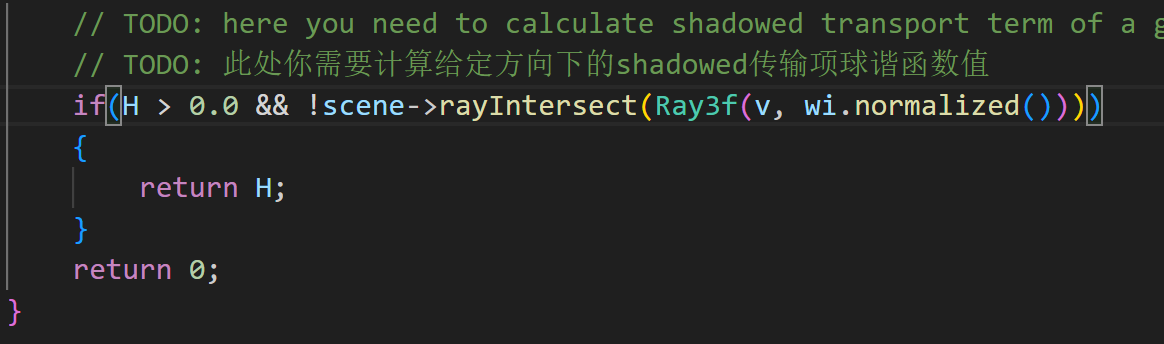 // TODO: here you need to calculate shadowed transport term of a
// TODO: 此处你需要计算给定方向下的shadowed传输项球谐函数值
if(H > 0.0 && !scene->rayIntersect(Ray3f(v, wi.normalized())))
{
return H;
}
return 0;
}